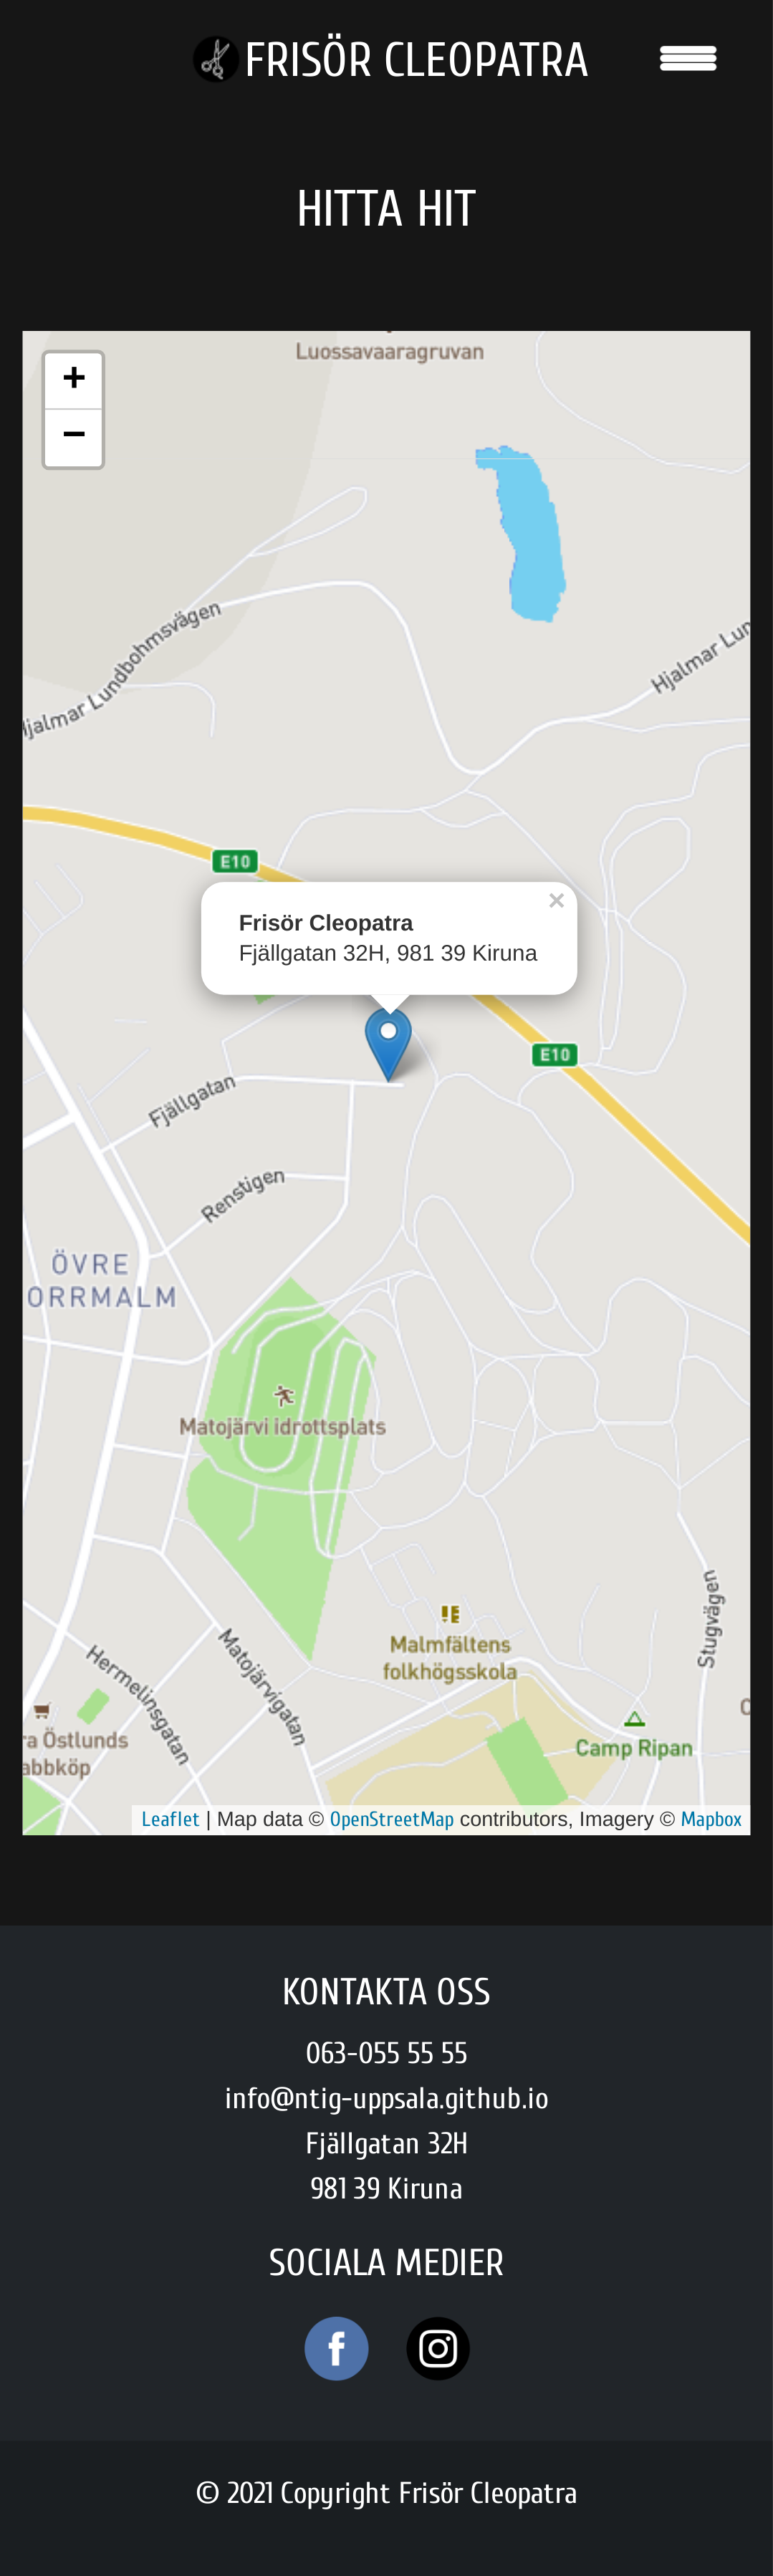 FRISÖR CLEOPATRA
HITTA HIT
Luossavaaragruvan
+
−
Hjalmar Lundbohmsvägen
Hjalmar Lun
E10
×
Frisör Cleopatra
Fjällgatan 32H, 981 39 Kiruna
E10
Fjällgatan
Renstigen
ÖVRE
ORRMALM
Matojärvi idrottsplats
Stugvägen
Malmfältens
folkhögsskola
Hermelinsgatan
Matojärvigatan
ra Östlunds
abbköp
Camp Ripan
Leaflet | Map data © OpenStreetMap contributors, Imagery © Mapbox
KONTAKTA OSS
063-055 55 55
info@ntig-uppsala.github.io
Fjällgatan 32H
981 39 Kiruna
SOCIALA MEDIER
f
© 2021 Copyright Frisör Cleopatra